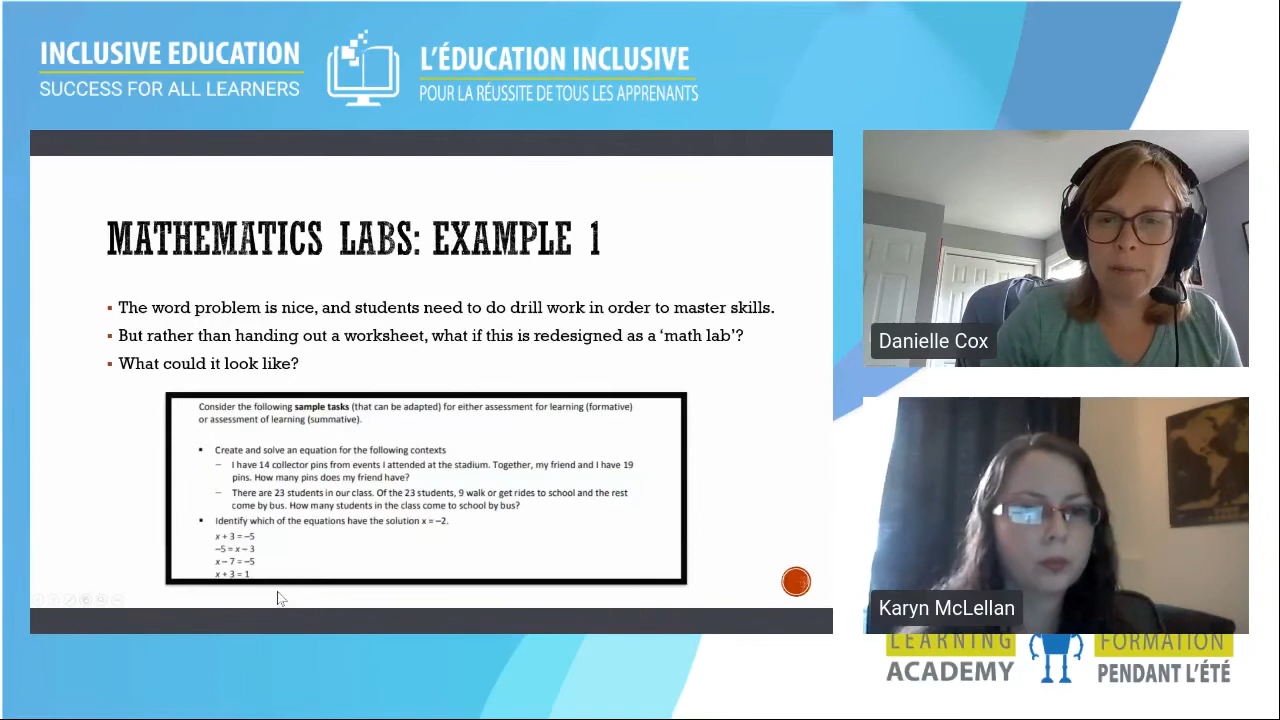 INCLUSIVE EDUCATION
SUCCESS FOR ALL LEARNERS
L'ÉDUCATION INCLUSIVE
POUR LA RÉUSSITE DE TOUS LES APPRENANTS
MATHEMATICS LABS: EXAMPLE 1
▪ The word problem is nice, and students need to do drill work in order to master skills.
▪ But rather than handing out a worksheet, what if this is redesigned as a ‘math lab’?
▪ What could it look like?
Consider the following sample tasks (that can be adapted) for either assessment for learning (formative)
or assessment of learning (summative).
▪ Create and solve an equation for the following contexts
− I have 14 collector pins from events I attended at the stadium. Together, my friend and I have 19
pins. How many pins does my friend have?
− There are 23 students in our class. Of the 23 students, 9 walk or get rides to school and the rest
come by bus. How many students in the class come to school by bus?
▪ Identify which of the equations have the solution x = −2.
x + 3 = −5
−5 = x − 3
x − 7 = −5
x + 3 = 1
Danielle Cox
Karyn McLellan
LEARNING
ACADEMY
FORMATION
PENDANT L'ÉTÉ